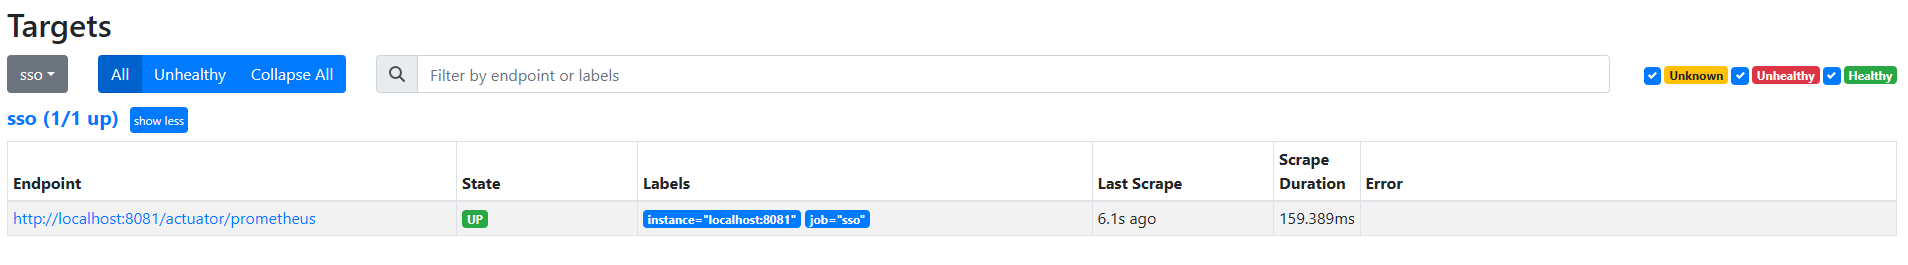 Targets
sso
All Unhealthy Collapse All
Filter by endpoint or labels
Unknown Unhealthy Healthy
sso (1/1 up) show less
Endpoint State Labels Last Scrape Scrape Duration Error
http://localhost:8081/actuator/prometheus UP instance="localhost:8081" job="sso" 6.1s ago 159.389ms